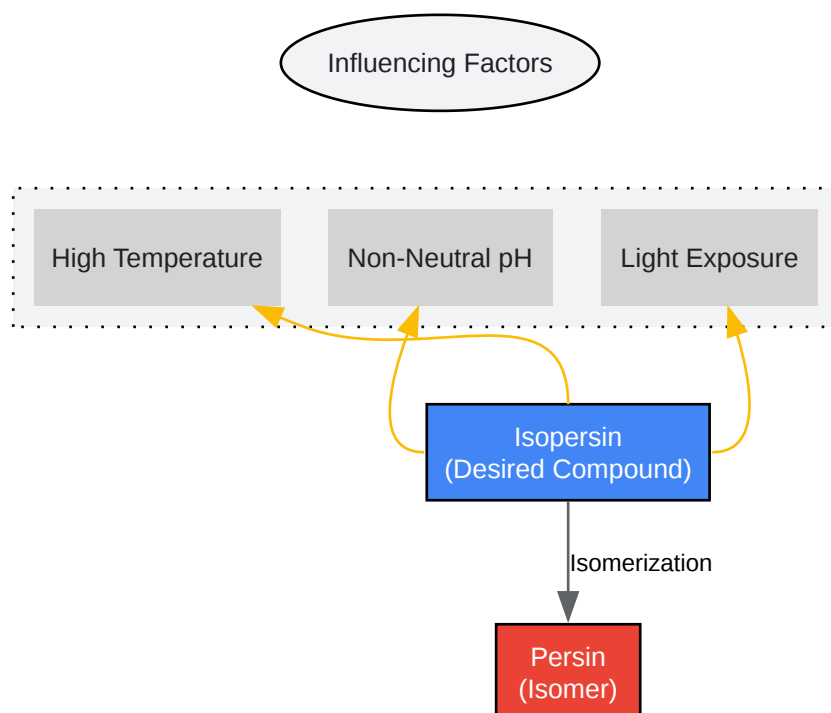 Influencing Factors
High Temperature
Non-Neutral pH
Light Exposure
Isopersin
(Desired Compound)
Isomerization
Persin
(Isomer)